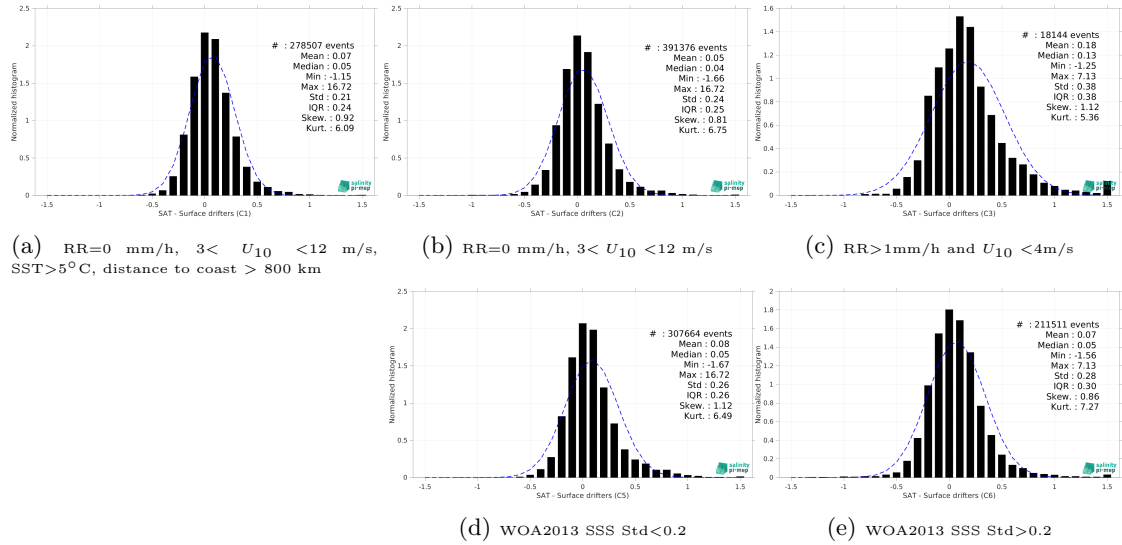 2.5
2
1.5
1
0.5
0
Normalized histogram
# : 278507 events
Mean : 0.07
Median : 0.05
Min : -1.15
Max : 16.72
Std : 0.21
IQR : 0.24
Skew. : 0.92
Kurt. : 6.09
salinity
pi-mep
-1.5 -1 -0.5 0 0.5 1 1.5
SAT - Surface drifters (C1)
(a) RR=0 mm/h, 3< U10 <12 m/s,
SST>5°C, distance to coast > 800 km
2.5
2
1.5
1
0.5
0
Normalized histogram
# : 391376 events
Mean : 0.05
Median : 0.04
Min : -1.66
Max : 16.72
Std : 0.24
IQR : 0.25
Skew. : 0.81
Kurt. : 6.75
salinity
pi-mep
-1.5 -1 -0.5 0 0.5 1 1.5
SAT - Surface drifters (C2)
(b) RR=0 mm/h, 3< U10 <12 m/s
1.6
1.4
1.2
1
0.8
0.6
0.4
0.2
0
Normalized histogram
# : 18144 events
Mean : 0.18
Median : 0.13
Min : -1.25
Max : 7.13
Std : 0.38
IQR : 0.38
Skew. : 1.12
Kurt. : 5.36
salinity
pi-mep
-1.5 -1 -0.5 0 0.5 1 1.5
SAT - Surface drifters (C3)
(c) RR>1mm/h and U10 <4m/s
2.5
2
1.5
1
0.5
0
Normalized histogram
# : 307664 events
Mean : 0.08
Median : 0.05
Min : -1.67
Max : 16.72
Std : 0.26
IQR : 0.26
Skew. : 1.12
Kurt. : 6.49
salinity
pi-mep
-1.5 -1 -0.5 0 0.5 1 1.5
SAT - Surface drifters (C5)
(d) WOA2013 SSS Std<0.2
2
1.8
1.6
1.4
1.2
1
0.8
0.6
0.4
0.2
0
Normalized histogram
# : 211511 events
Mean : 0.07
Median : 0.05
Min : -1.56
Max : 7.13
Std : 0.28
IQR : 0.30
Skew. : 0.86
Kurt. : 7.27
salinity
pi-mep
-1.5 -1 -0.5 0 0.5 1 1.5
SAT - Surface drifters (C6)
(e) WOA2013 SSS Std>0.2